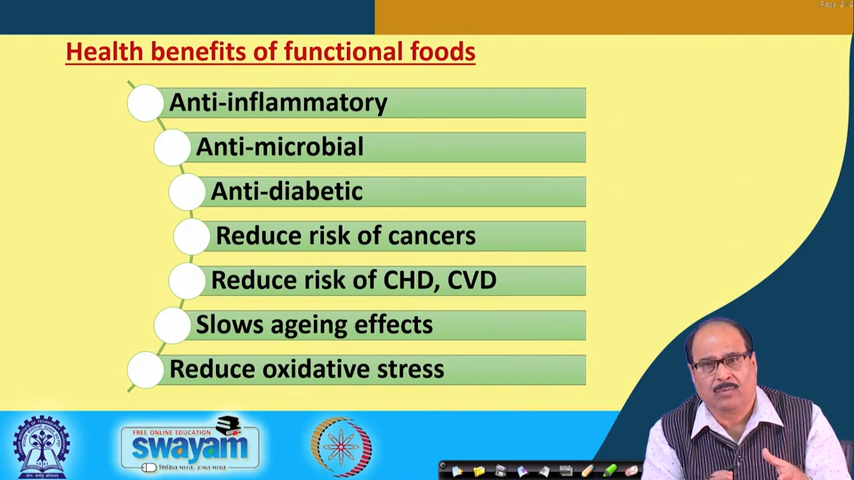 Health benefits of functional foods
Anti-inflammatory
Anti-microbial
Anti-diabetic
Reduce risk of cancers
Reduce risk of CHD, CVD
Slows ageing effects
Reduce oxidative stress
FREE ONLINE EDUCATION
swayam